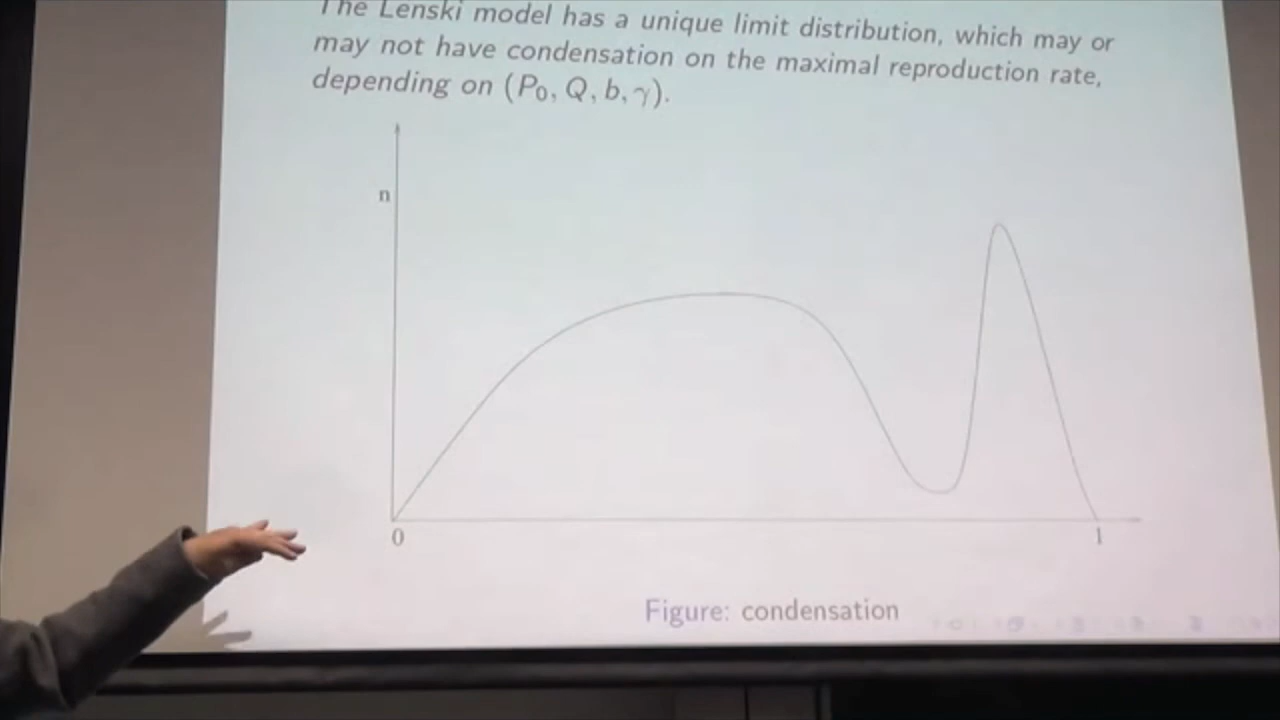 The Lenski model has a unique limit distribution, which may or
may not have condensation on the maximal reproduction rate,
depending on (P₀, Q, b, γ).
n
0
1
Figure: condensation